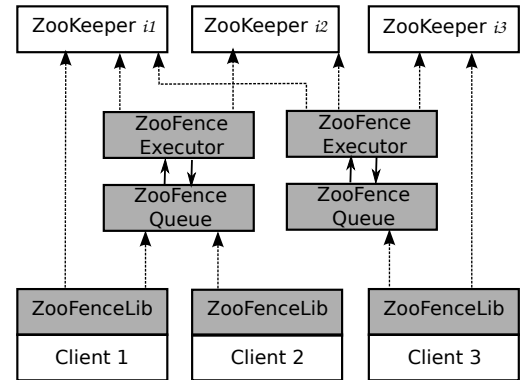 ZooKeeper i1
ZooKeeper i2
ZooKeeper i3
ZooFence
Executor
ZooFence
Executor
ZooFence
Queue
ZooFence
Queue
ZooFenceLib
ZooFenceLib
ZooFenceLib
Client 1
Client 2
Client 3